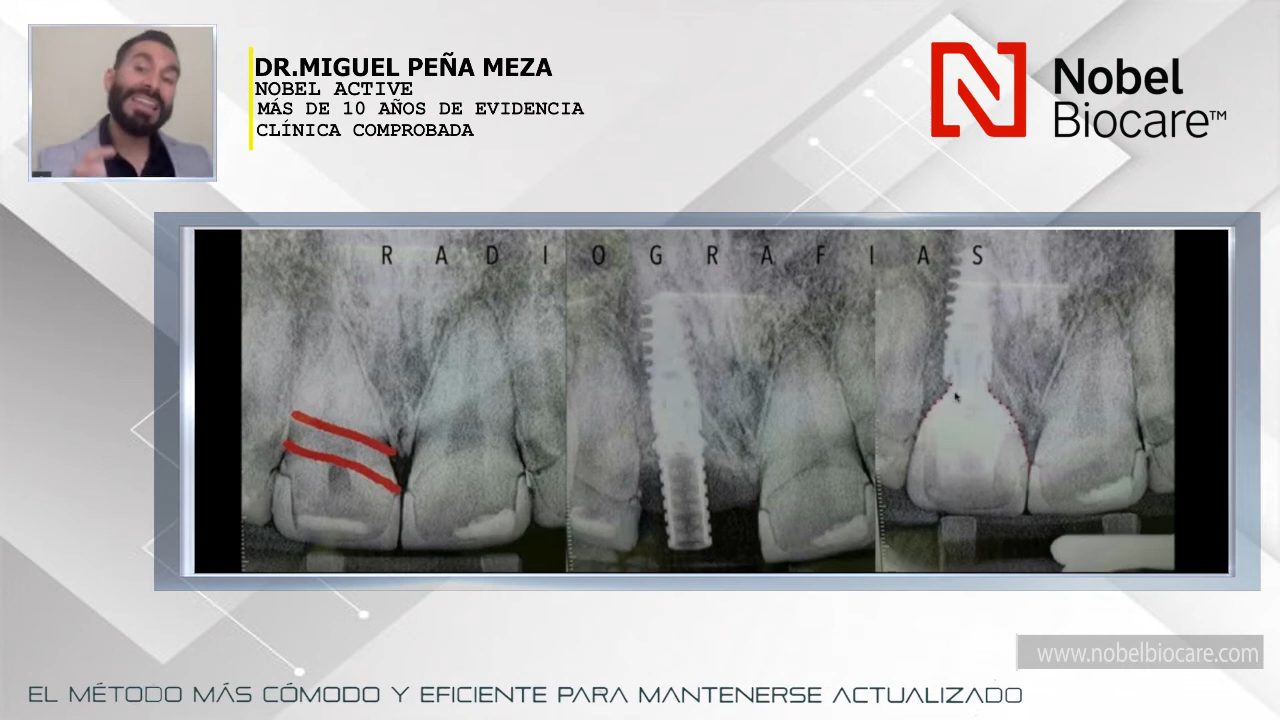 DR.MIGUEL PEÑA MEZA
NOBEL ACTIVE
MÁS DE 10 AÑOS DE EVIDENCIA
CLÍNICA COMPROBADA
Nobel
Biocare™
RADIOGRAFIAS
www.nobelbiocare.com
EL MÉTODO MÁS CÓMODO Y EFICIENTE PARA MANTENERSE ACTUALIZADO